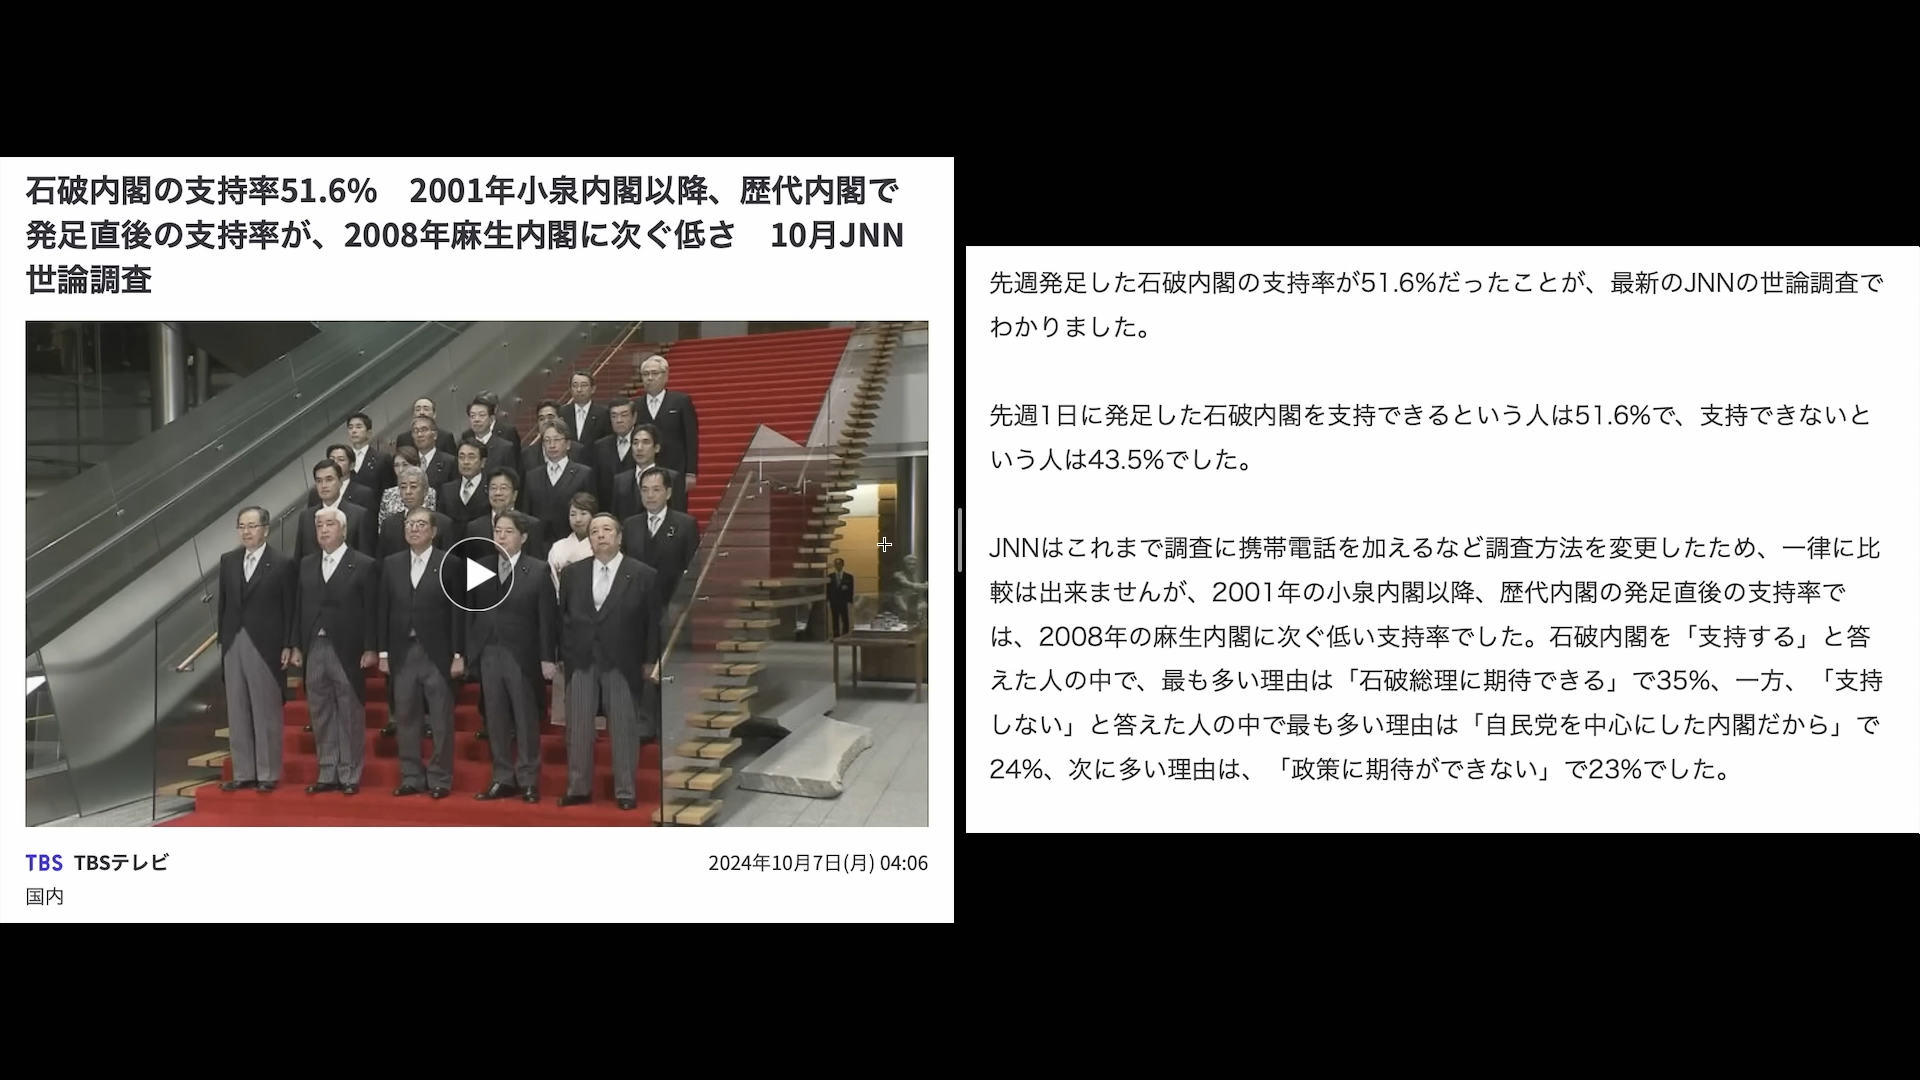 石破内閣の支持率51.6%　2001年小泉内閣以降、歴代内閣で
発足直後の支持率が、2008年麻生内閣に次ぐ低さ　10月JNN
世論調査
TBS TBSテレビ
2024年10月7日(月) 04:06
国内
先週発足した石破内閣の支持率が51.6%だったことが、最新のJNNの世論調査で
わかりました。
先週1日に発足した石破内閣を支持できるという人は51.6%で、支持できないと
いう人は43.5%でした。
JNNはこれまで調査に携帯電話を加えるなど調査方法を変更したため、一律に比
較は出来ませんが、2001年の小泉内閣以降、歴代内閣の発足直後の支持率で
は、2008年の麻生内閣に次ぐ低い支持率でした。石破内閣を「支持する」と答
えた人の中で、最も多い理由は「石破総理に期待できる」で35%、一方、「支持
しない」と答えた人の中で最も多い理由は「自民党を中心にした内閣だから」で
24%、次に多い理由は、「政策に期待ができない」で23%でした。